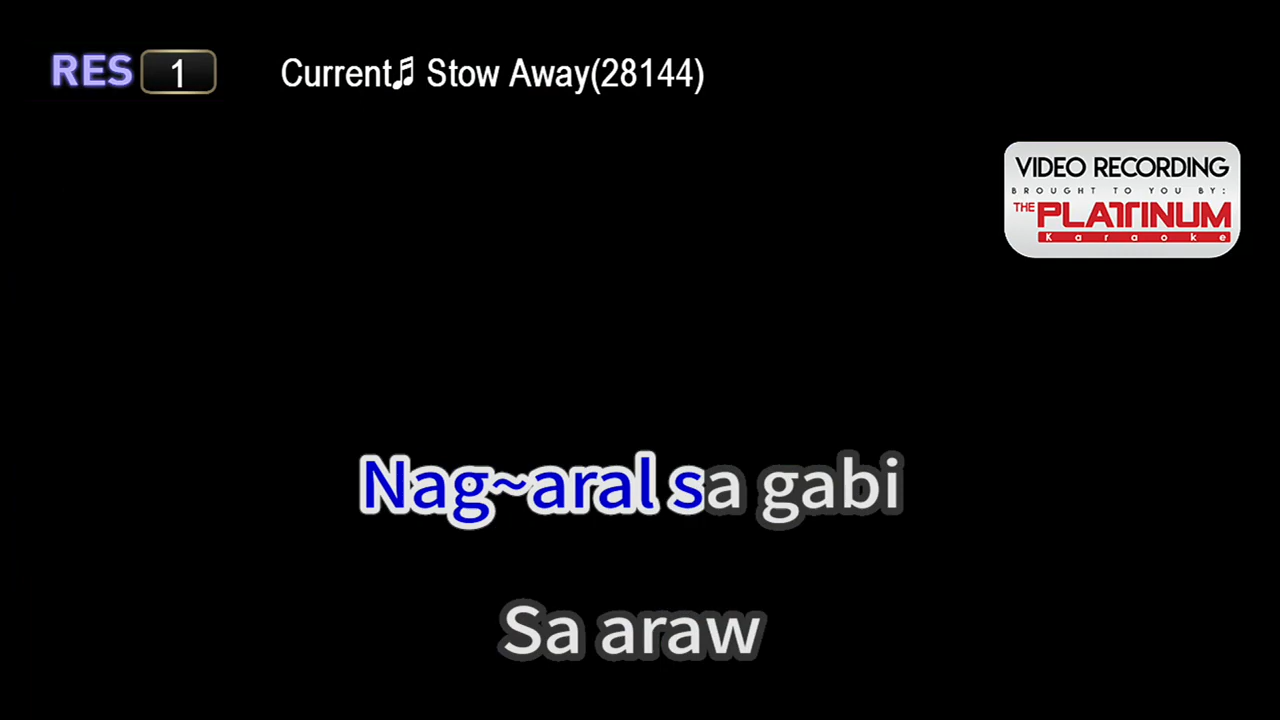 RES 1 Current♫ Stow Away(28144)
VIDEO RECORDING
BROUGHT TO YOU BY:
THE PLATINUM
Karaoke
Nag~aral sa gabi
Sa araw